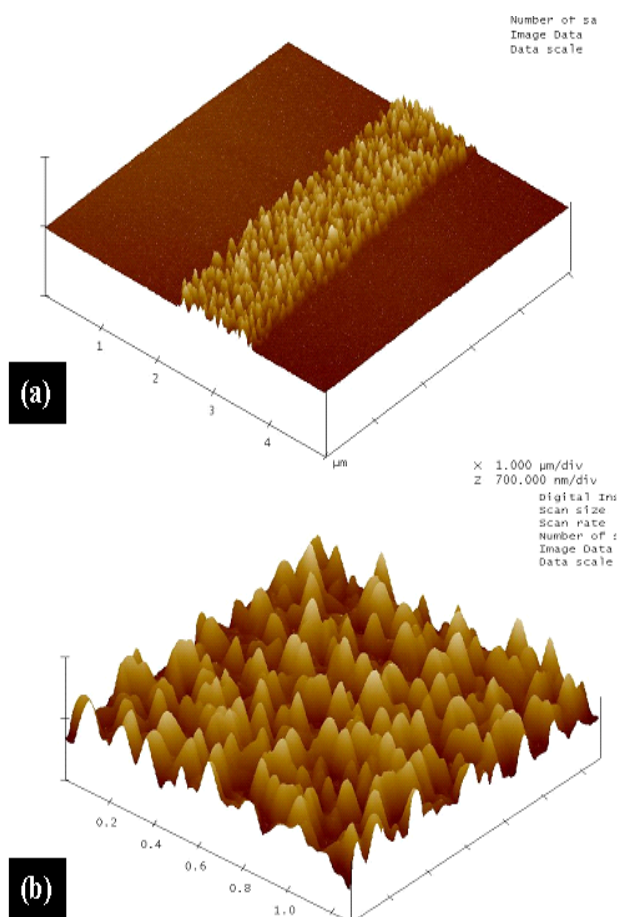 Number of sa
Image Data
Data scale
1
2
3
4
µm
(a)
X 1.000 µm/div
Z 700.000 nm/div
Digital Ins
Scan size
Scan rate
Number of s
Image Data
Data scale
0.2
0.4
0.6
0.8
1.0
(b)